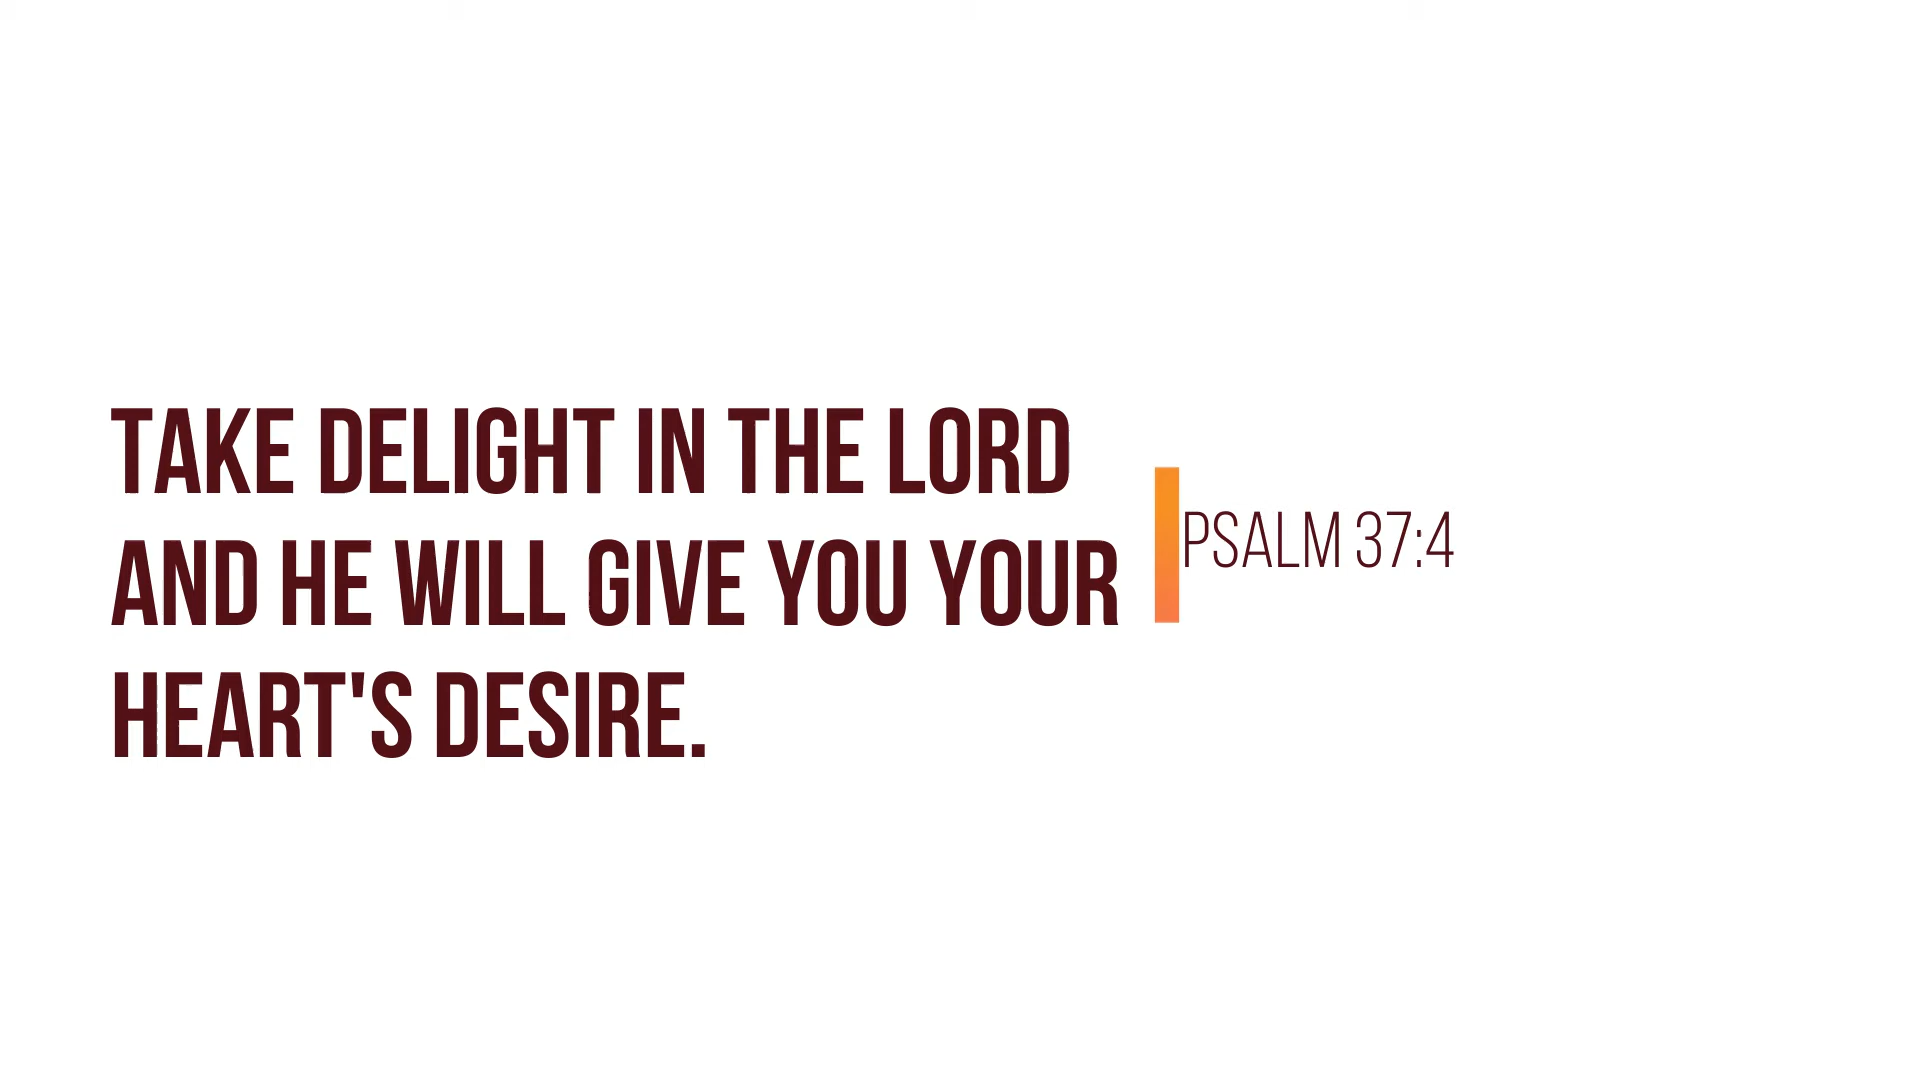 TAKE DELIGHT IN THE LORD
AND HE WILL GIVE YOU YOUR
HEART'S DESIRE.
PSALM 37:4